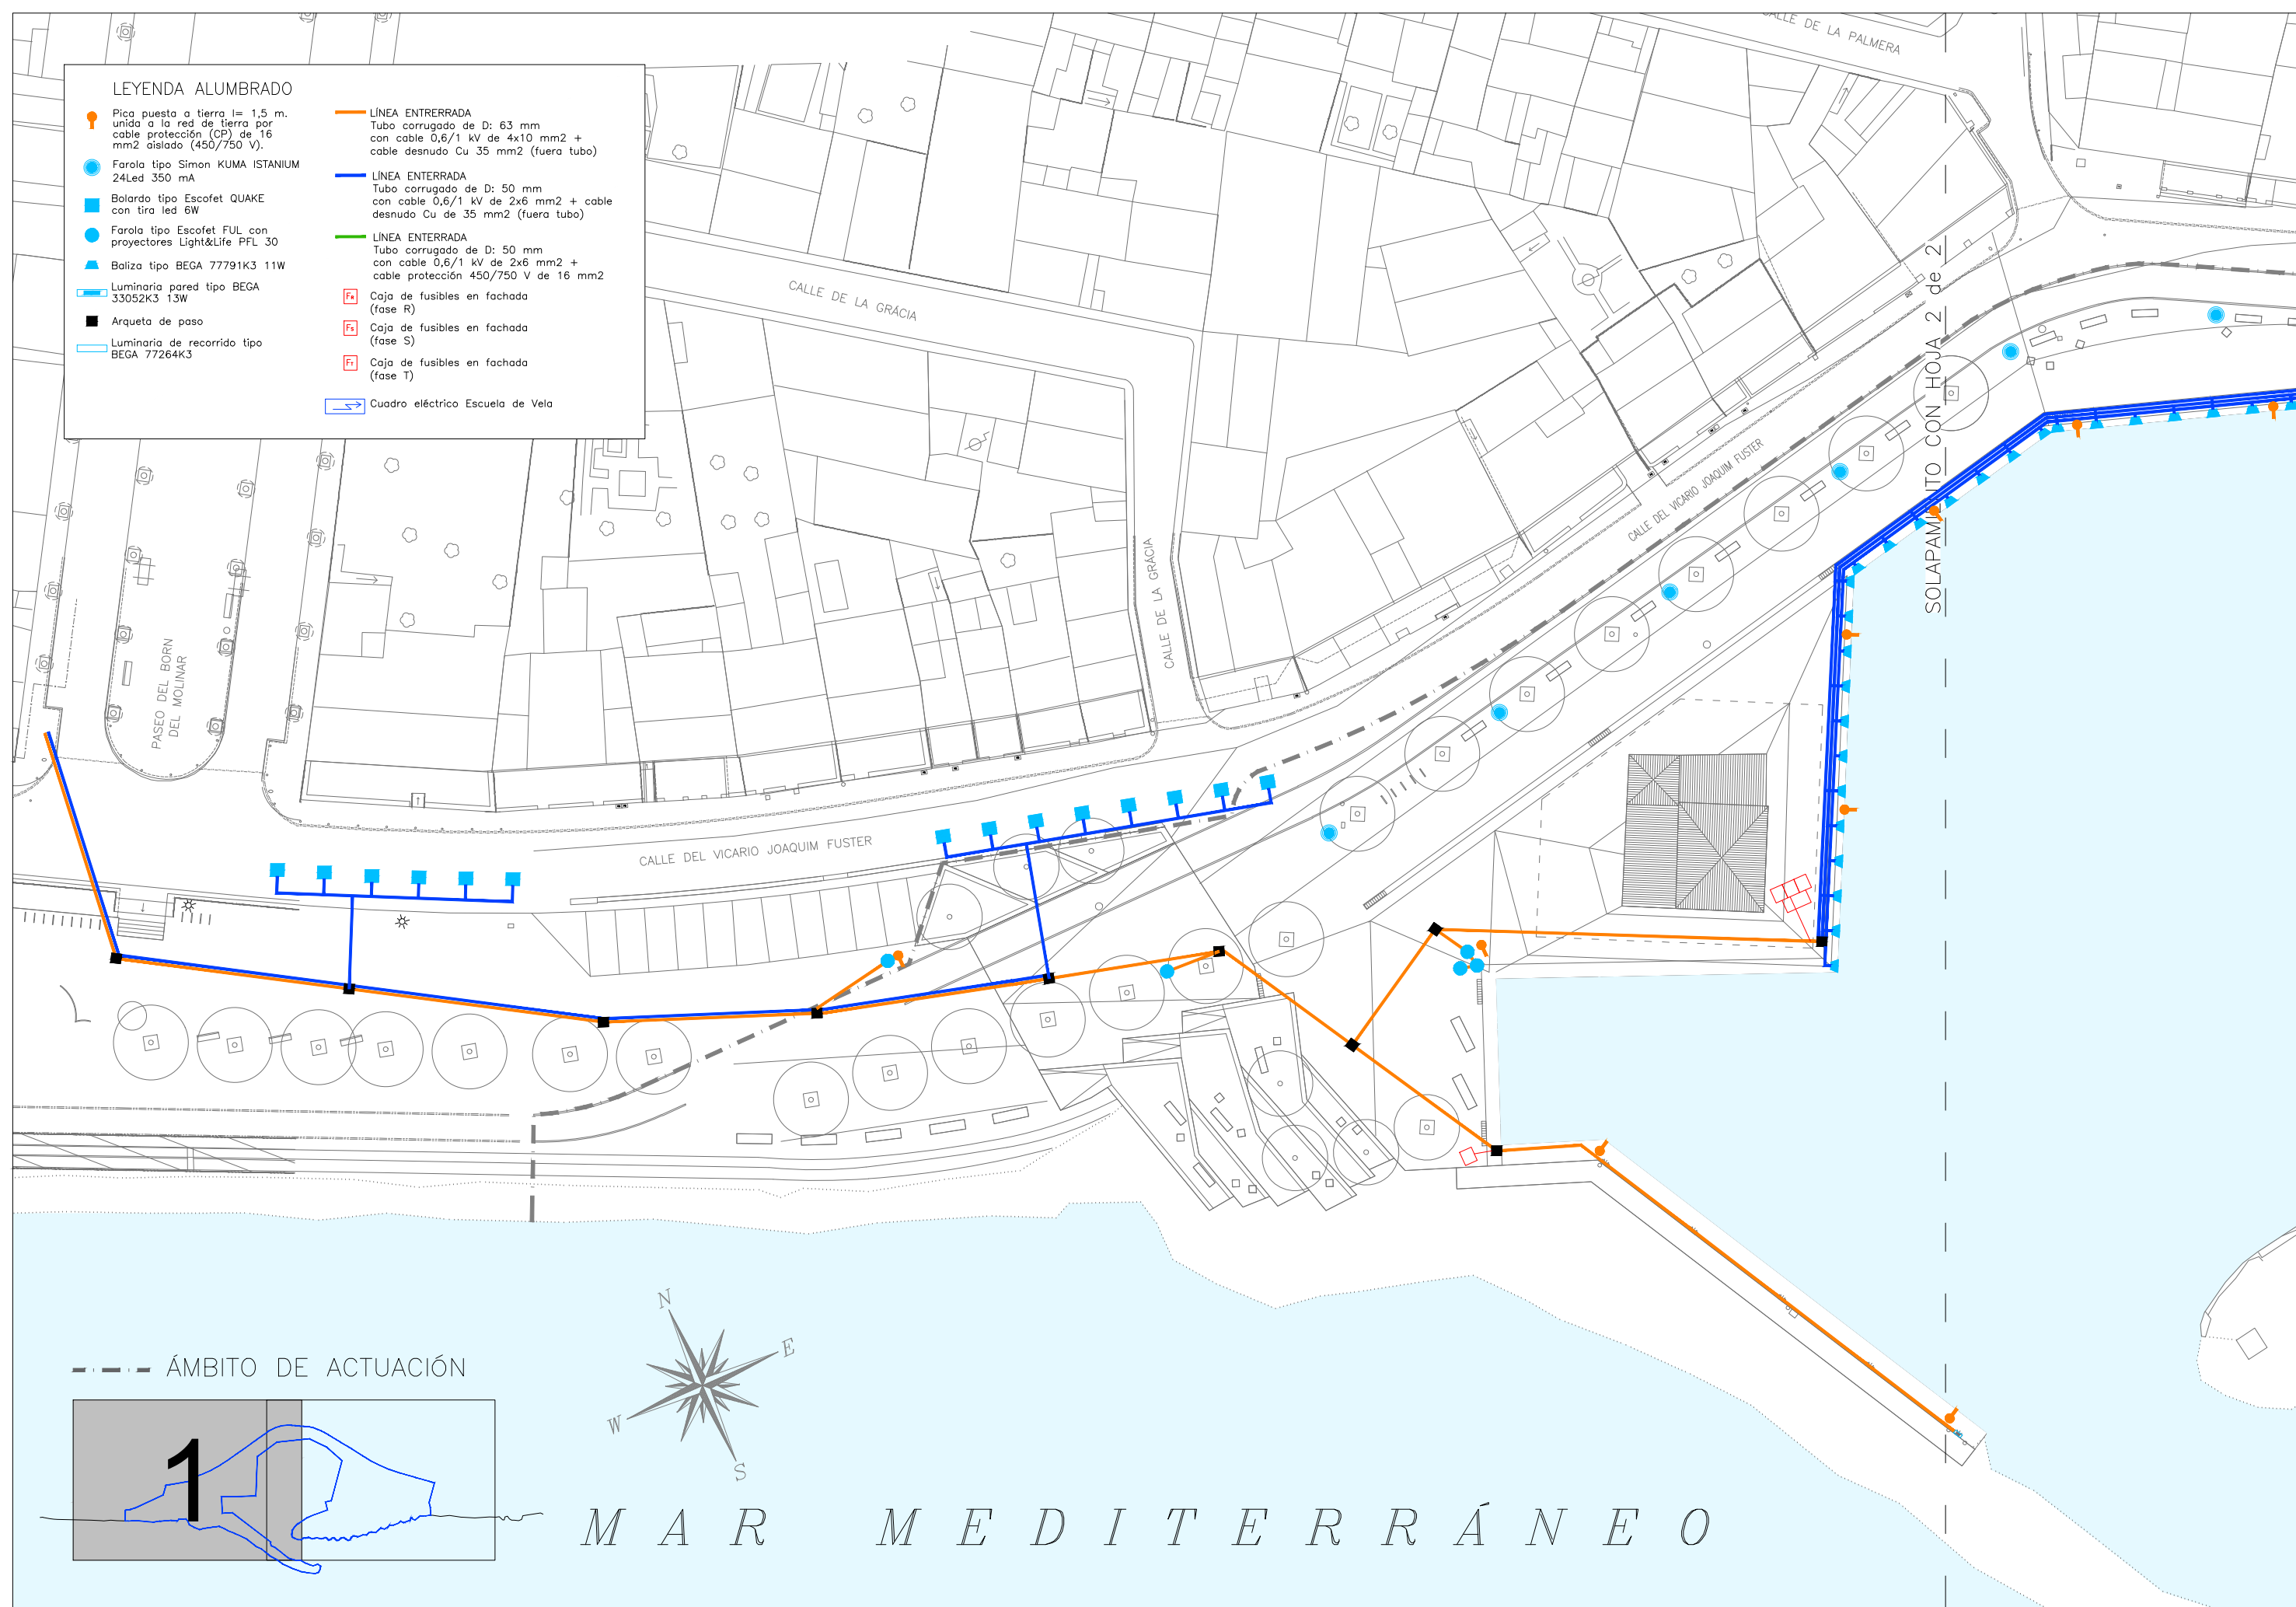 CALLE DE LA PALMERA
LEYENDA ALUMBRADO
Pica puesta a tierra l= 1,5 m.
unida a la red de tierra por
cable protección (CP) de 16
mm2 aislado (450/750 V).
Farola tipo Simon KUMA ISTANIUM
24Led 350 mA
Bolardo tipo Escofet QUAKE
con tira led 6W
Farola tipo Escofet FUL con
proyectores Light&Life PFL 30
Baliza tipo BEGA 77791K3 11W
Luminaria pared tipo BEGA
33052K3 13W
Arqueta de paso
Luminaria de recorrido tipo
BEGA 77264K3
LÍNEA ENTRERRADA
Tubo corrugado de D: 63 mm
con cable 0,6/1 kV de 4x10 mm2 +
cable desnudo Cu 35 mm2 (fuera tubo)
LÍNEA ENTERRADA
Tubo corrugado de D: 50 mm
con cable 0,6/1 kV de 2x6 mm2 + cable
desnudo Cu de 35 mm2 (fuera tubo)
LÍNEA ENTERRADA
Tubo corrugado de D: 50 mm
con cable 0,6/1 kV de 2x6 mm2 +
cable protección 450/750 V de 16 mm2
FR Caja de fusibles en fachada
(fase R)
FS Caja de fusibles en fachada
(fase S)
FT Caja de fusibles en fachada
(fase T)
Cuadro eléctrico Escuela de Vela
CALLE DE LA GRÁCIA
CALLE DE LA GRÁCIA
CALLE DEL VICARIO JOAQUIM FUSTER
SOLAPAMIENTO CON HOJA 2 de 22
PASEO DEL BORN
DEL MOLINAR
CALLE DEL VICARIO JOAQUIM FUSTER
N
E
W
S
ÁMBITO DE ACTUACIÓN
1
MAR MEDITERRÁNEO